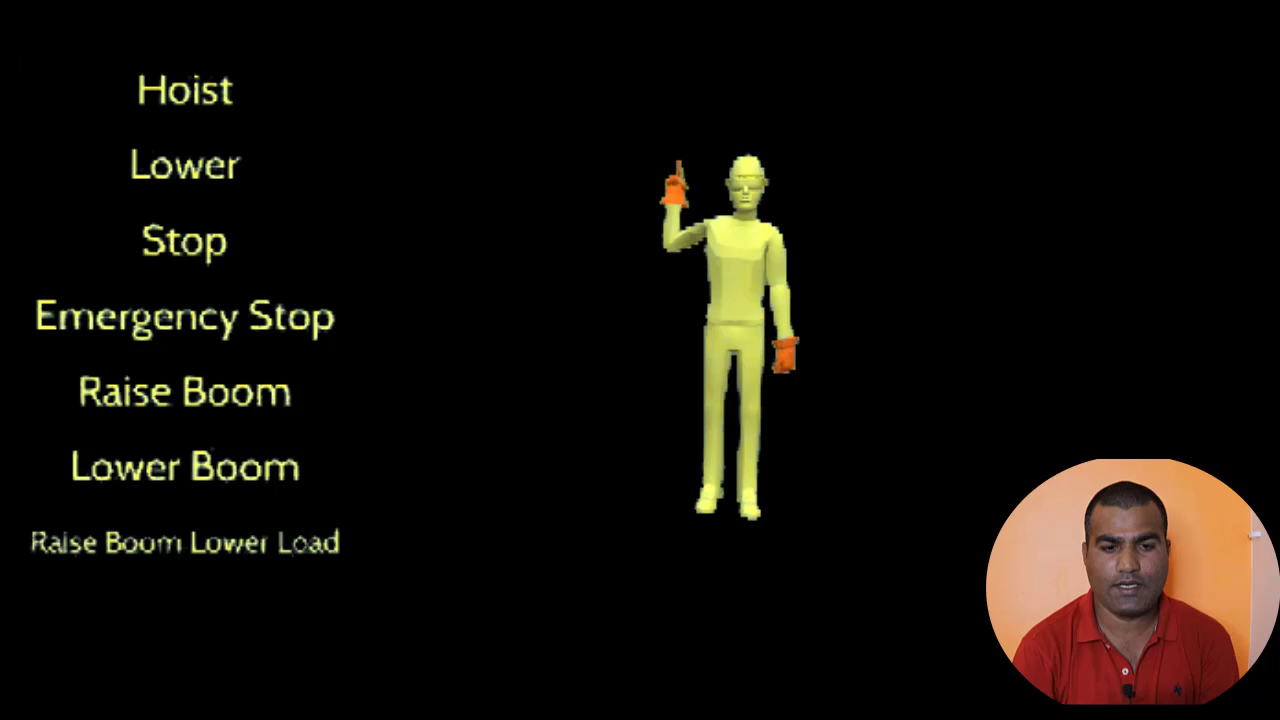 Hoist
Lower
Stop
Emergency Stop
Raise Boom
Lower Boom
Raise Boom Lower Load